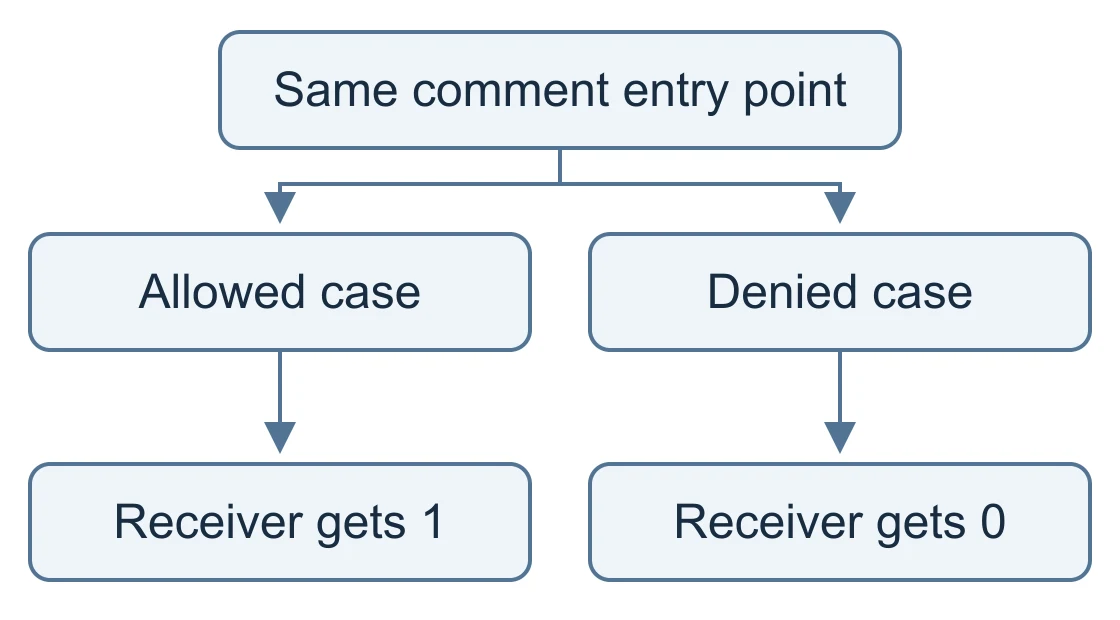 Same comment entry point
Allowed case
Denied case
Receiver gets 1
Receiver gets 0